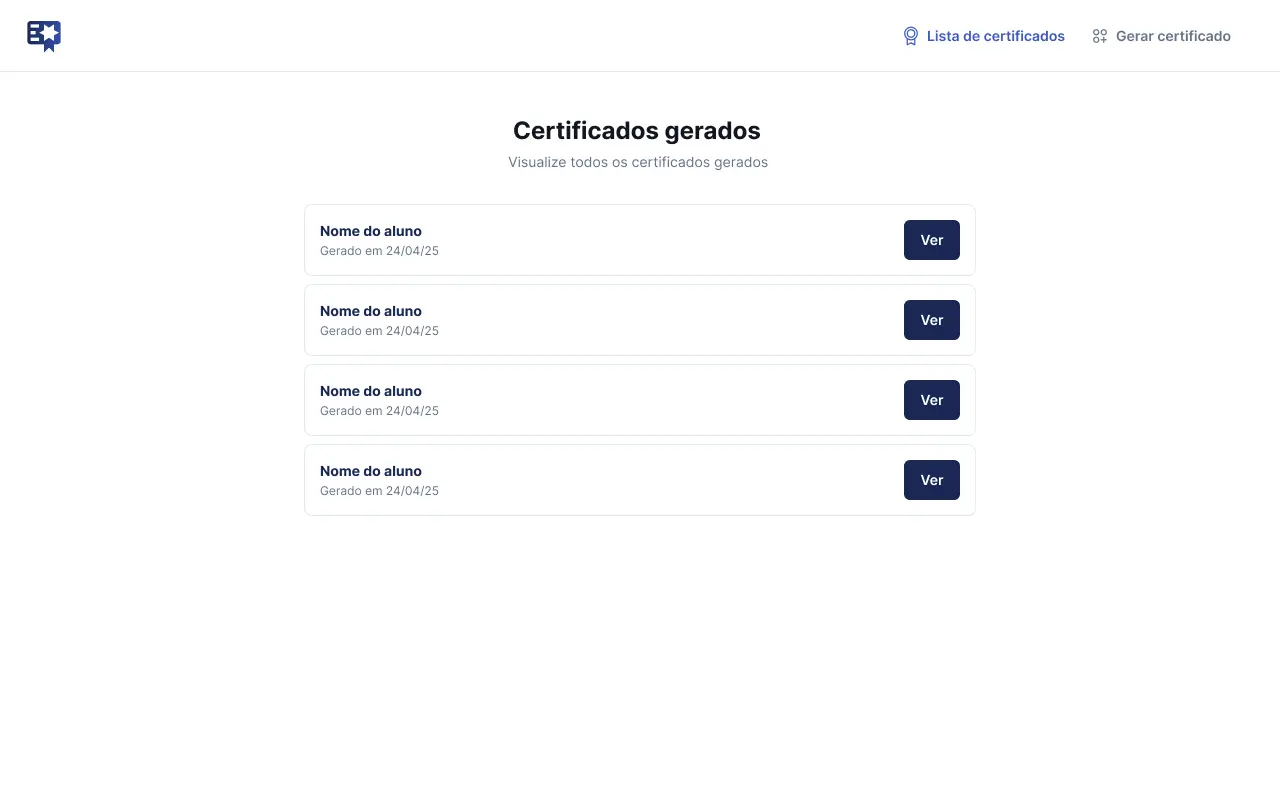 Lista de certificados
Gerar certificado
Certificados gerados
Visualize todos os certificados gerados
Nome do aluno
Gerado em 24/04/25
Ver
Nome do aluno
Gerado em 24/04/25
Ver
Nome do aluno
Gerado em 24/04/25
Ver
Nome do aluno
Gerado em 24/04/25
Ver